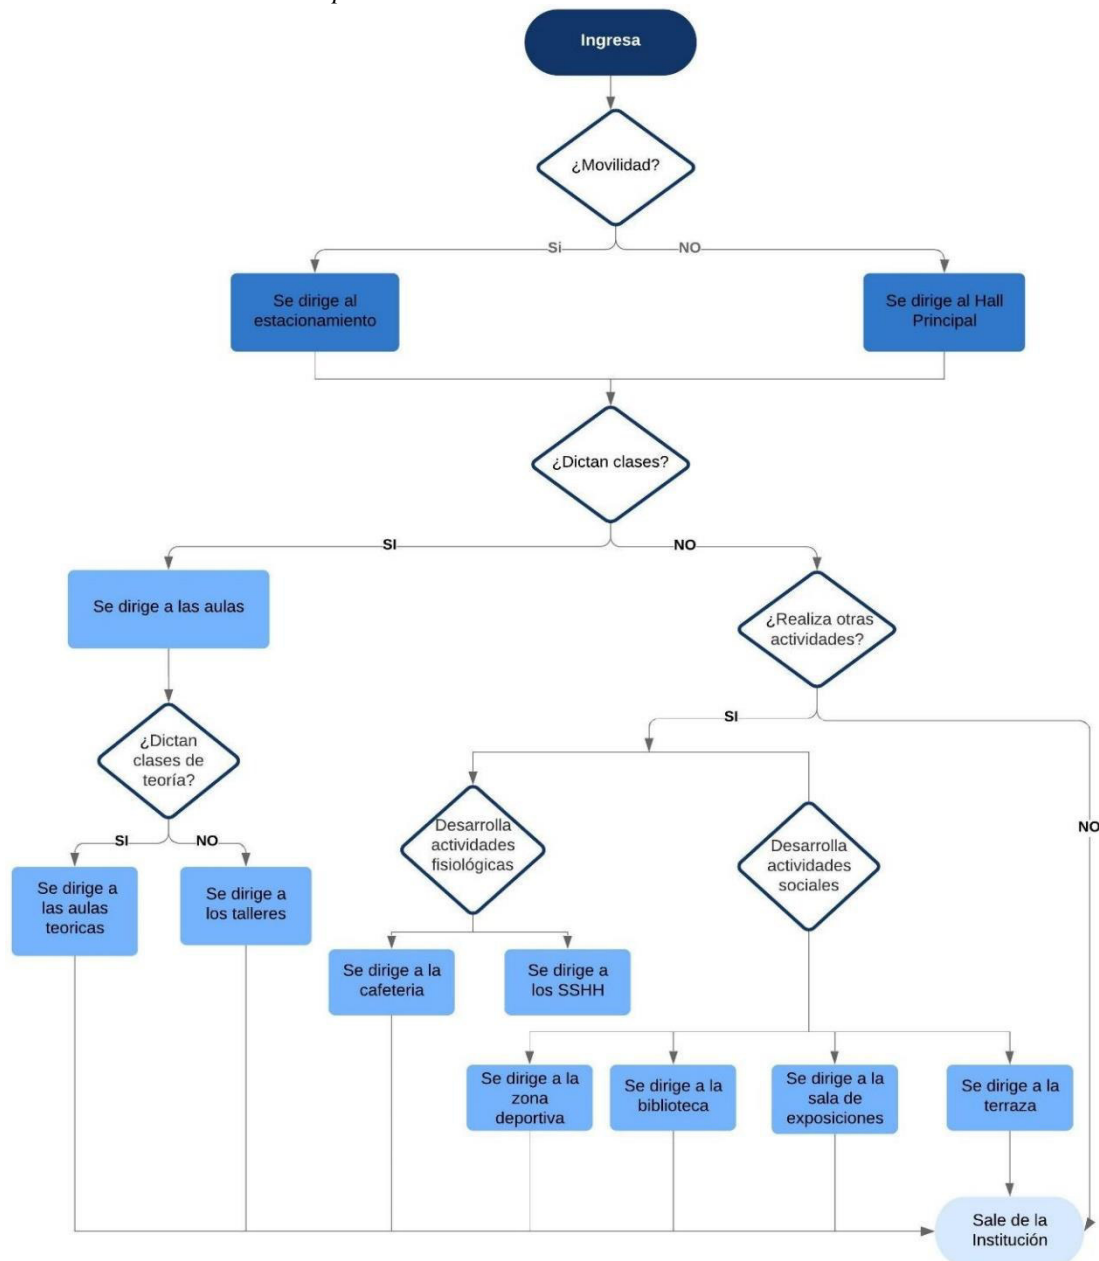 Ingresa
¿Movilidad?
Si
NO
Se dirige al
estacionamiento
Se dirige al Hall
Principal
¿Dictan clases?
SI
NO
Se dirige a las aulas
¿Realiza otras
actividades?
SI
¿Dictan
clases de
teoría?
Desarrolla
actividades
fisiológicas
Desarrolla
actividades
sociales
NO
SI
NO
Se dirige a
las aulas
teoricas
Se dirige a
los talleres
Se dirige a la
cafeteria
Se dirige a
los SSHH
Se dirige a la
zona
deportiva
Se dirige a la
biblioteca
Se dirige a la
sala de
exposiciones
Se dirige a la
terraza
Sale de la
Institución